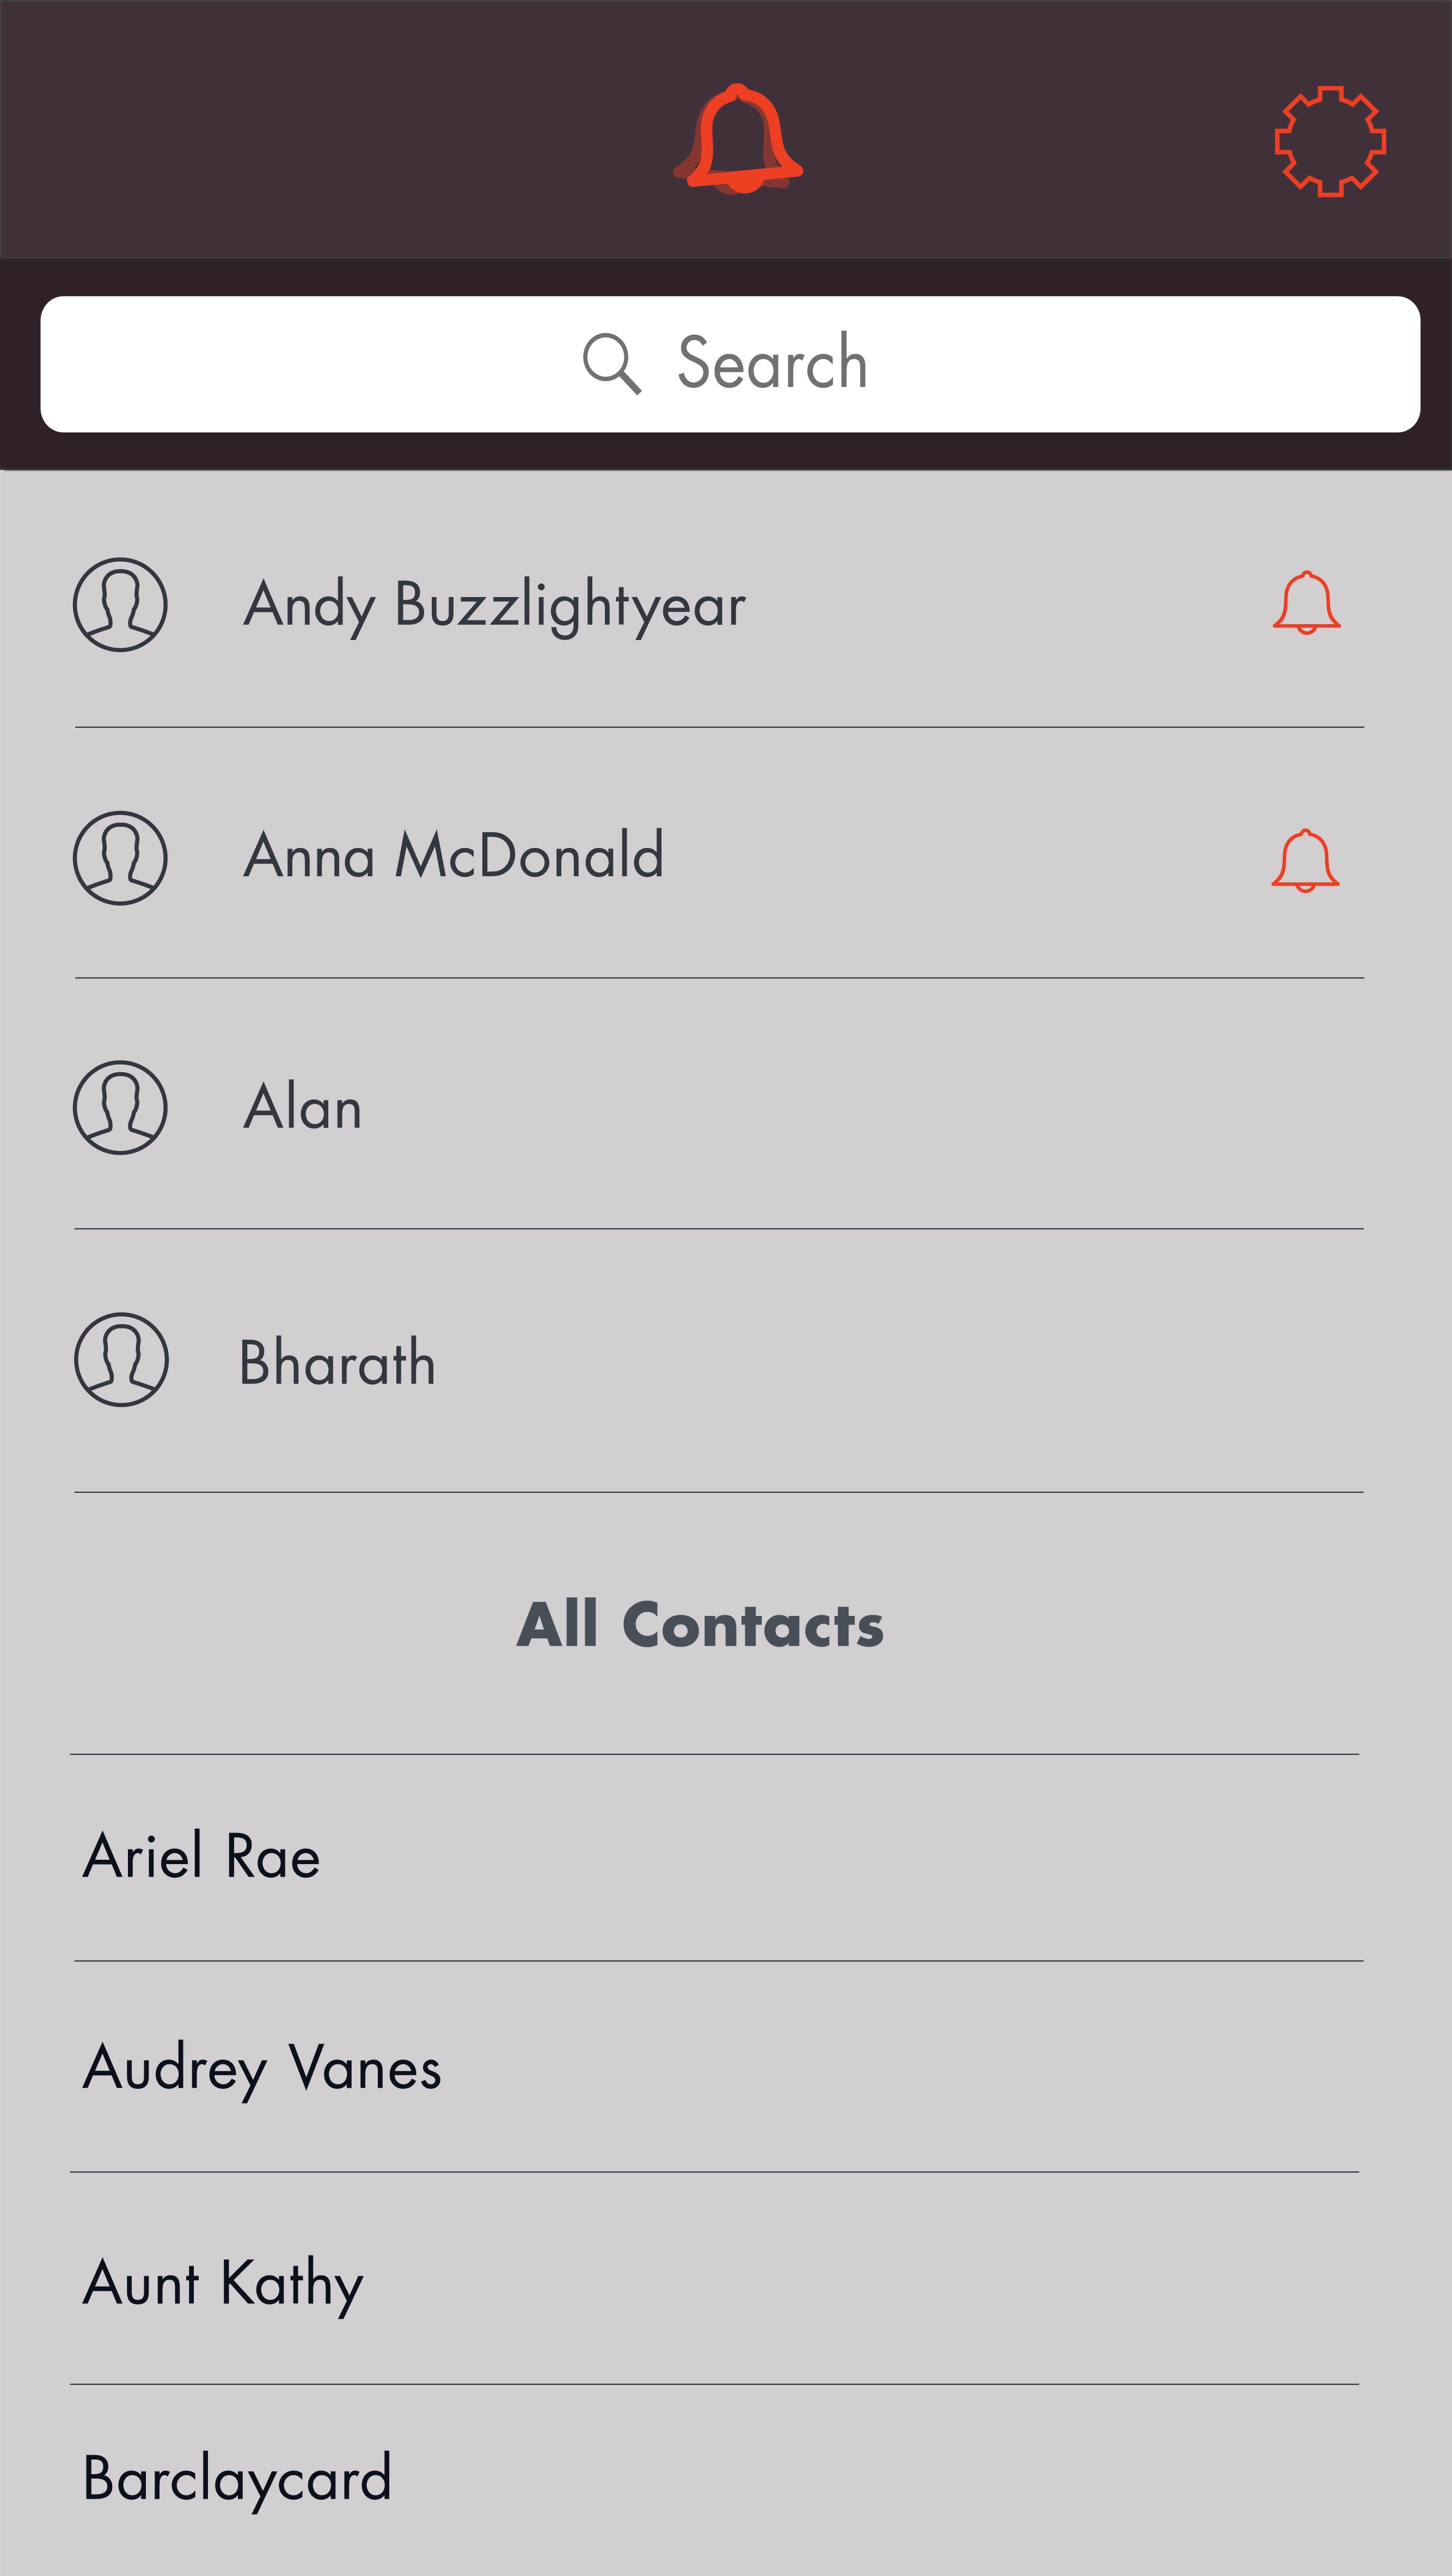 Search
Andy Buzzlightyear
Anna McDonald
Alan
Bharath
All Contacts
Ariel Rae
Audrey Vanes
Aunt Kathy
Barclaycard